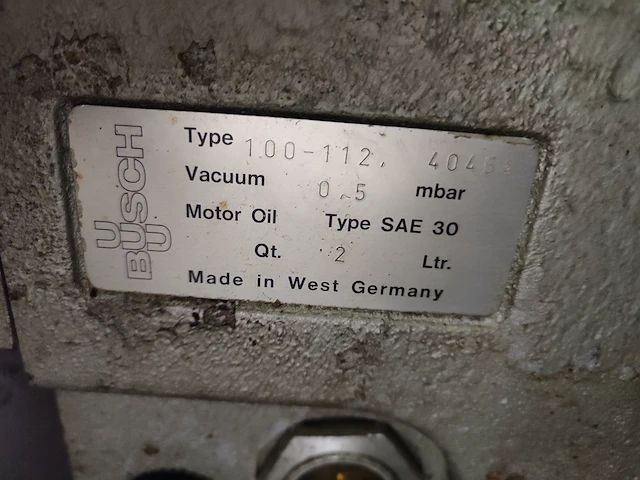 BUSCH
Type 100-112, 4045
Vacuum 0.5 mbar
Motor Oil Type SAE 30
Qt. 2 Ltr.
Made in West Germany